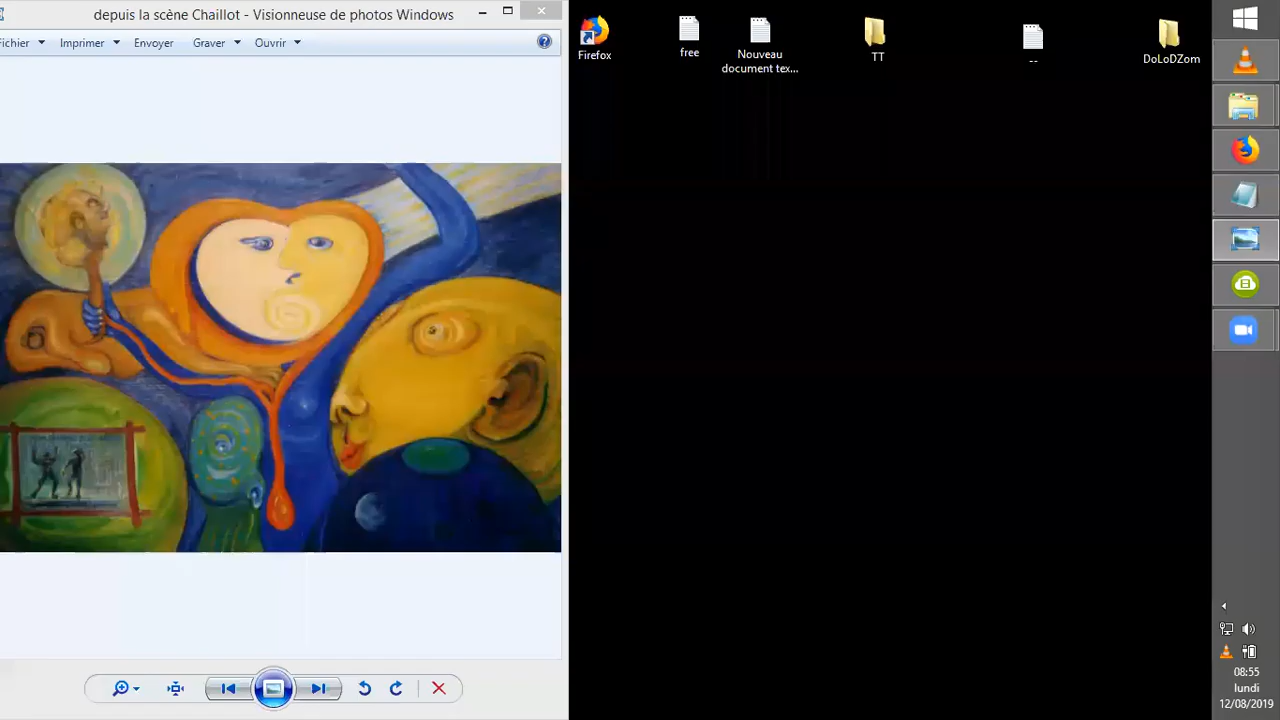 depuis la scène Chaillot - Visionneuse de photos Windows
ichier Imprimer Envoyer Graver Ouvrir
Firefox
free
Nouveau
document tex...
TT
--
DoLoDZom
08:55
lundi
12/08/2019